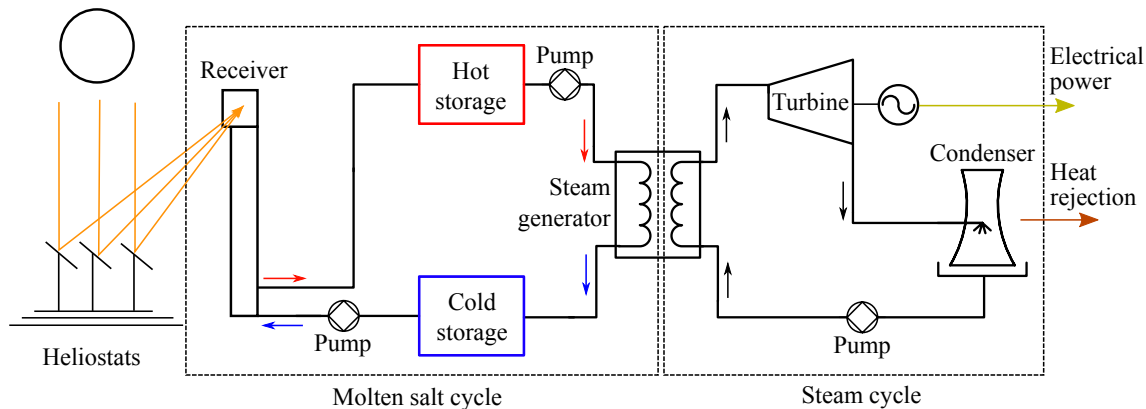 Receiver
Hot
storage
Pump
Turbine
Electrical
power
Condenser
Heat
rejection
Steam
generator
Cold
storage
Pump
Pump
Heliostats
Molten salt cycle
Steam cycle